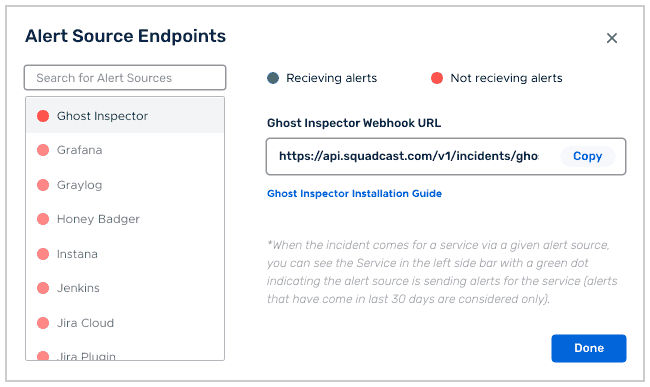 Alert Source Endpoints
Search for Alert Sources
Ghost Inspector
Grafana
Graylog
Honey Badger
Instana
Jenkins
Jira Cloud
Jira Plugin
Recieving alerts
Not recieving alerts
Ghost Inspector Webhook URL
https://api.squadcast.com/v1/incidents/gho
Copy
Ghost Inspector Installation Guide
*When the incident comes for a service via a given alert source,
you can see the Service in the left side bar with a green dot
indicating the alert source is sending alerts for the service (alerts
that have come in last 30 days are considered only).
Done